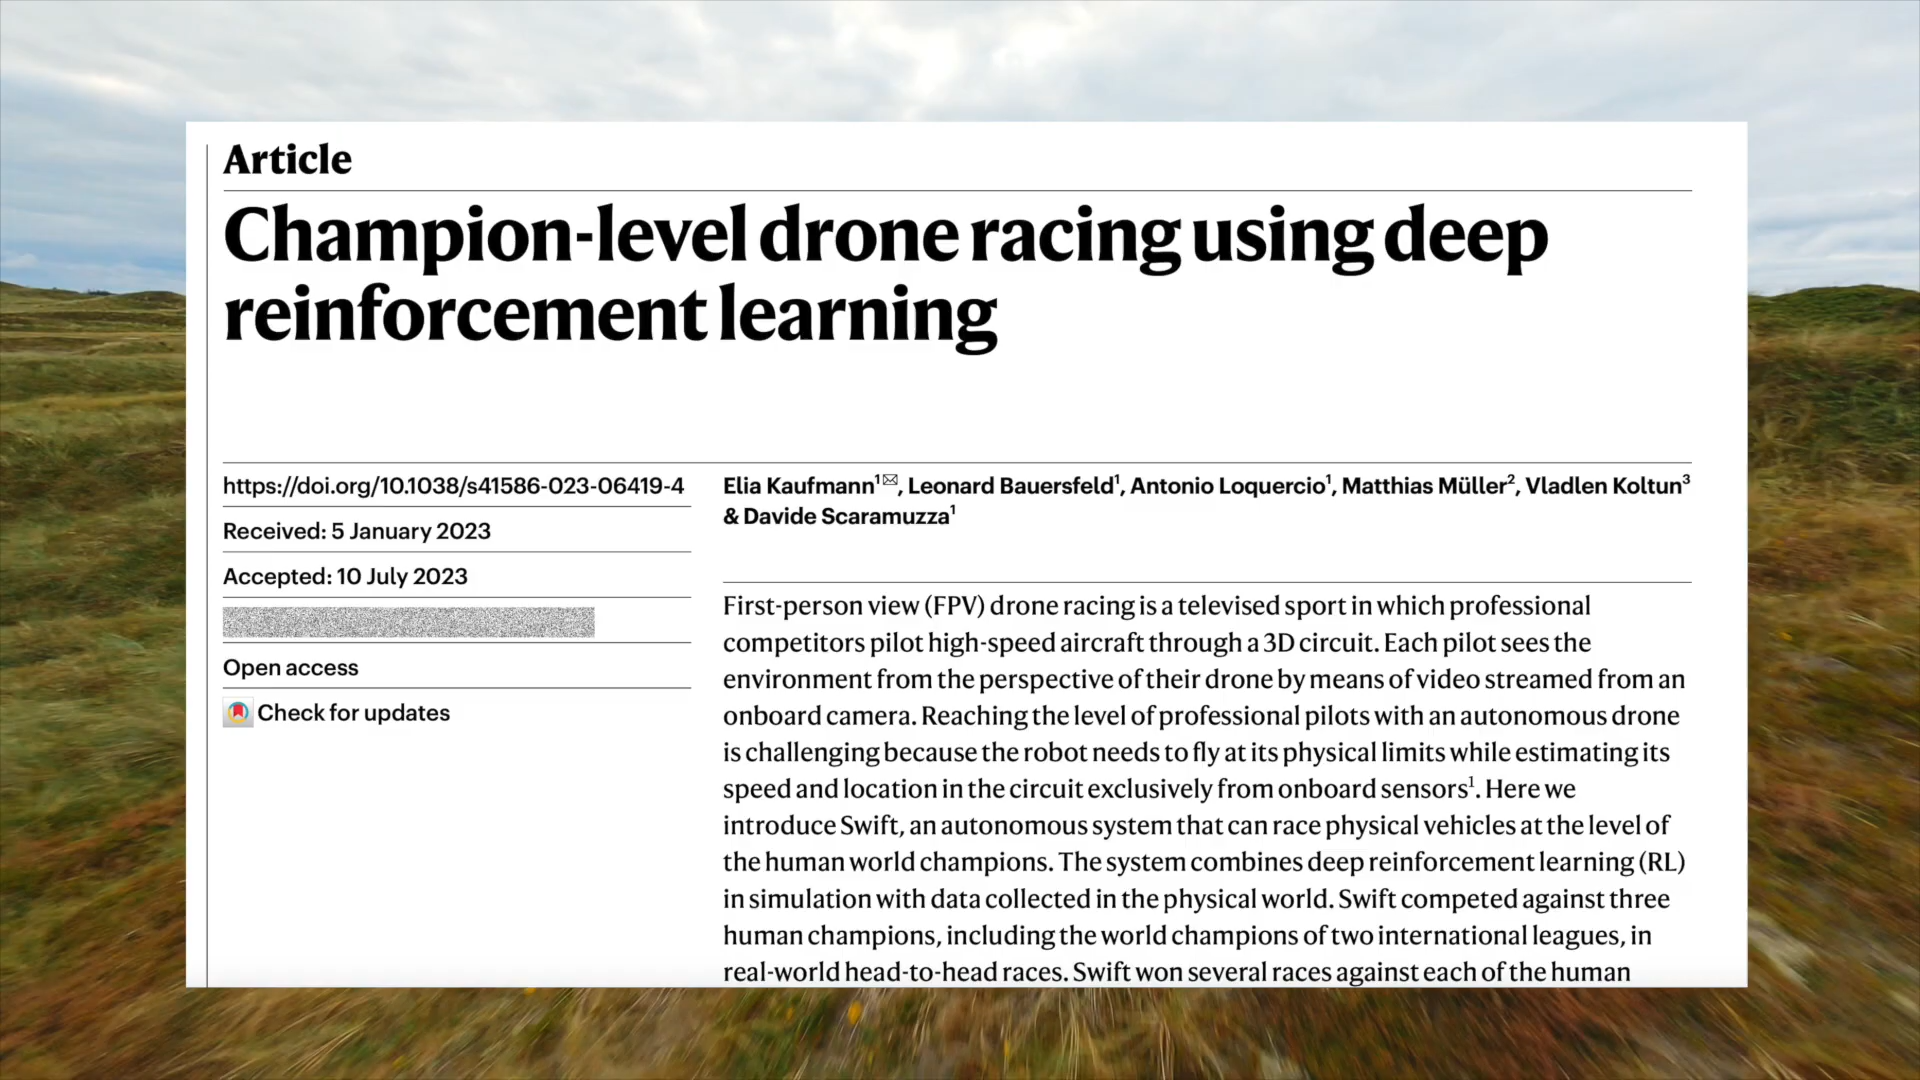 Article
Champion-level drone racing using deep
reinforcement learning
https://doi.org/10.1038/s41586-023-06419-4
Received: 5 January 2023
Accepted: 10 July 2023
Open access
Check for updates
Elia Kaufmann1✉, Leonard Bauersfeld1, Antonio Loquercio1, Matthias Müller2, Vladlen Koltun3
& Davide Scaramuzza1
First-person view (FPV) drone racing is a televised sport in which professional
competitors pilot high-speed aircraft through a 3D circuit. Each pilot sees the
environment from the perspective of their drone by means of video streamed from an
onboard camera. Reaching the level of professional pilots with an autonomous drone
is challenging because the robot needs to fly at its physical limits while estimating its
speed and location in the circuit exclusively from onboard sensors1. Here we
introduce Swift, an autonomous system that can race physical vehicles at the level of
the human world champions. The system combines deep reinforcement learning (RL)
in simulation with data collected in the physical world. Swift competed against three
human champions, including the world champions of two international leagues, in
real-world head-to-head races. Swift won several races against each of the human